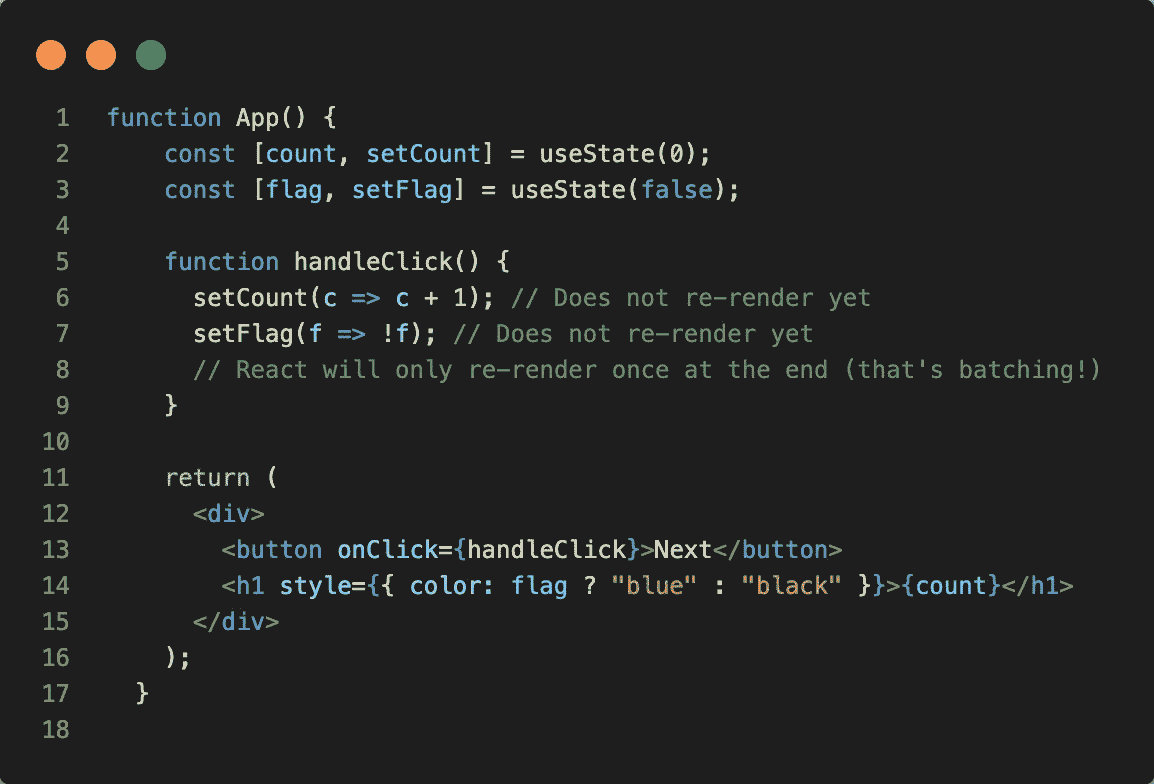 1 function App() {
2 const [count, setCount] = useState(0);
3 const [flag, setFlag] = useState(false);
4
5 function handleClick() {
6 setCount(c => c + 1); // Does not re-render yet
7 setFlag(f => !f); // Does not re-render yet
8 // React will only re-render once at the end (that's batching!)
9 }
10
11 return (
12 <div>
13 <button onClick={handleClick}>Next</button>
14 <h1 style={{ color: flag ? "blue" : "black" }}>{count}</h1>
15 </div>
16 );
17 }
18